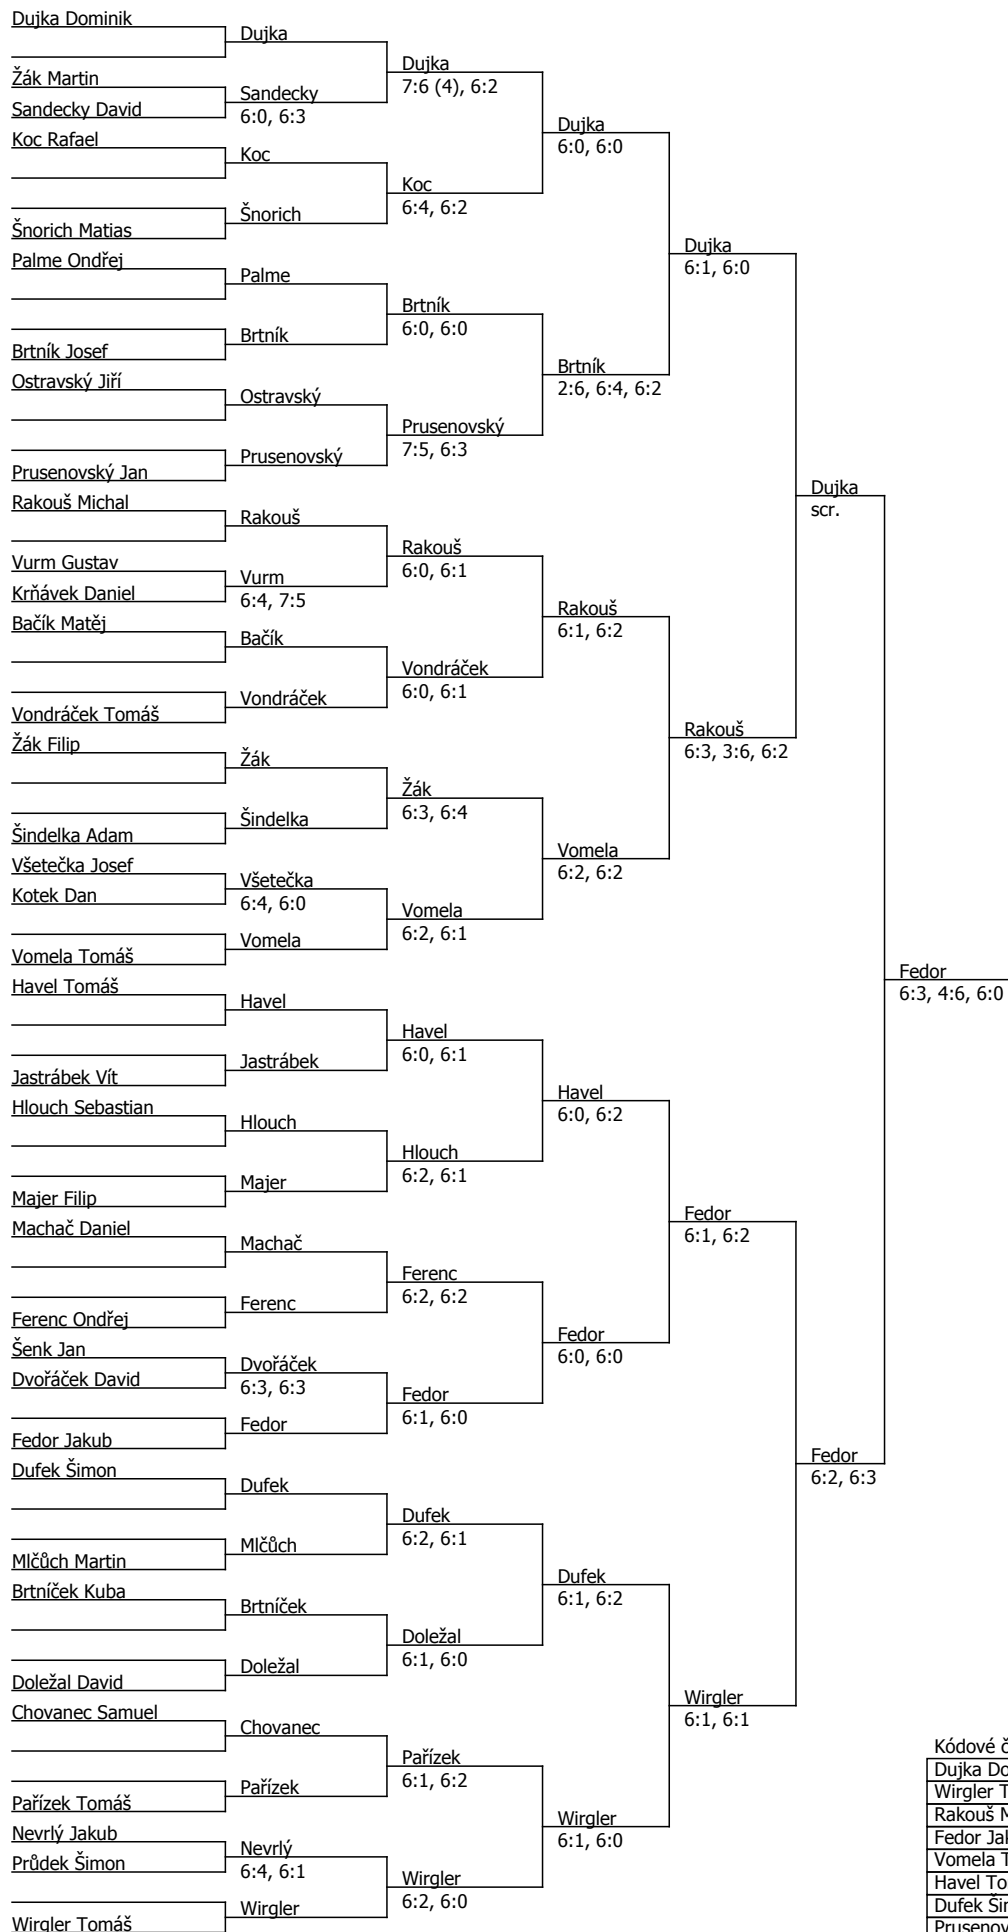 Dujka Dominik
Žák Martin
Sandecky David
Koc Rafael
Šnorich Matias
Palme Ondřej
Brtník Josef
Ostravský Jiří
Prusenovský Jan
Rakouš Michal
Vurm Gustav
Krňávek Daniel
Bačík Matěj
Vondráček Tomáš
Žák Filip
Šindelka Adam
Všetečka Josef
Kotek Dan
Vomela Tomáš
Havel Tomáš
Jastrábek Vít
Hlouch Sebastian
Majer Filip
Machač Daniel
Ferenc Ondřej
Šenk Jan
Dvořáček David
Fedor Jakub
Dufek Šimon
Mlčůch Martin
Brtníček Kuba
Doležal David
Chovanec Samuel
Pařízek Tomáš
Nevrlý Jakub
Průdek Šimon
Wirgler Tomáš
Dujka
Sandecky
6:0, 6:3
Koc
Šnorich
Palme
Brtník
Ostravský
Prusenovský
Rakouš
Vurm
6:4, 7:5
Bačík
Vondráček
Žák
Šindelka
Všetečka
6:4, 6:0
Vomela
Havel
Jastrábek
Hlouch
Majer
Machač
Ferenc
Dvořáček
6:3, 6:3
Fedor
Dufek
Mlčůch
Brtníček
Doležal
Chovanec
Pařízek
Nevrlý
6:4, 6:1
Wirgler
Dujka
7:6 (4), 6:2
Koc
6:4, 6:2
Brtník
6:0, 6:0
Prusenovský
7:5, 6:3
Rakouš
6:0, 6:1
Vondráček
6:0, 6:1
Žák
6:3, 6:4
Vomela
6:2, 6:1
Havel
6:0, 6:1
Hlouch
6:2, 6:1
Ferenc
6:2, 6:2
Fedor
6:1, 6:0
Dufek
6:2, 6:1
Doležal
6:1, 6:0
Pařízek
6:1, 6:2
Wirgler
6:2, 6:0
Dujka
6:0, 6:0
Brtník
2:6, 6:4, 6:2
Rakouš
6:1, 6:2
Vomela
6:2, 6:2
Havel
6:0, 6:2
Fedor
6:0, 6:0
Dufek
6:1, 6:2
Wirgler
6:1, 6:0
Dujka
6:1, 6:0
Rakouš
6:3, 3:6, 6:2
Fedor
6:1, 6:2
Wirgler
6:1, 6:1
Dujka
scr.
Fedor
6:2, 6:3
Fedor
6:3, 4:6, 6:0
Kódové
Dujka
Wirgler
Rakouš
Fedor
Vomela
Havel
Dufek